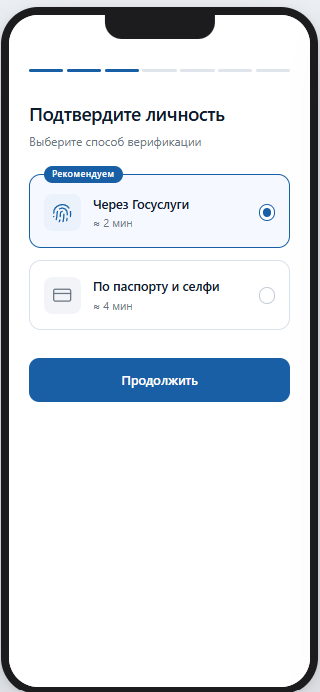 Подтвердите личность
Выберите способ верификации
Рекомендуем
Через Госуслуги
≈ 2 мин
По паспорту и селфи
≈ 4 мин
Продолжить